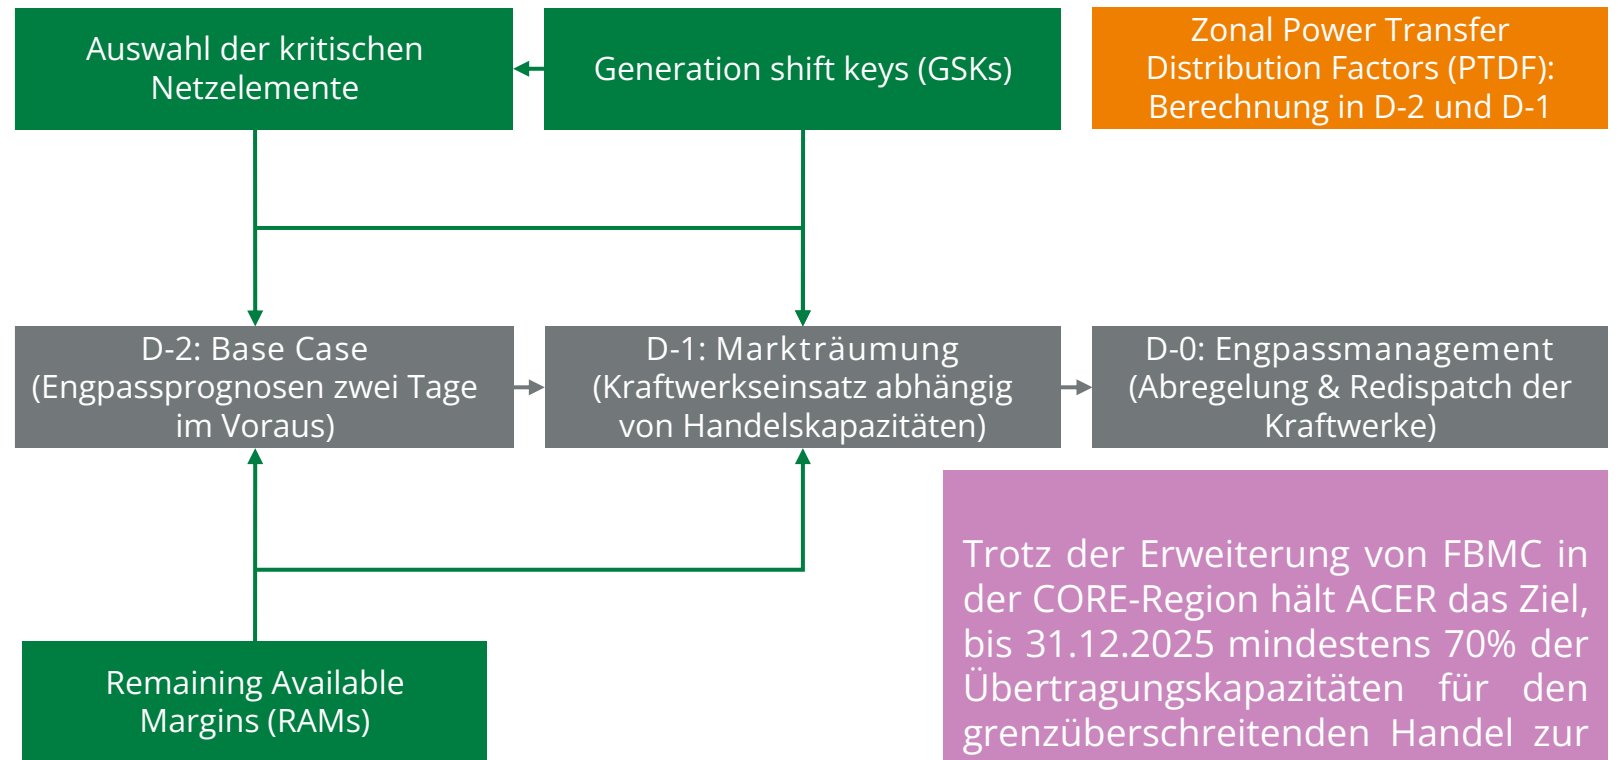 Auswahl der kritischen
Netzelemente
Generation shift keys (GSKs)
Zonal Power Transfer
Distribution Factors (PTDF):
Berechnung in D-2 und D-1
D-2: Base Case
(Engpassprognosen zwei Tage
im Voraus)
D-1: Markträumung
(Kraftwerkseinsatz abhängig
von Handelskapazitäten)
D-0: Engpassmanagement
(Abregelung & Redispatch der
Kraftwerke)
Remaining Available
Margins (RAMs)
Trotz der Erweiterung von FBMC in
der CORE-Region hält ACER das Ziel,
bis 31.12.2025 mindestens 70% der
Übertragungskapazitäten für den
grenzüberschreitenden Handel zur